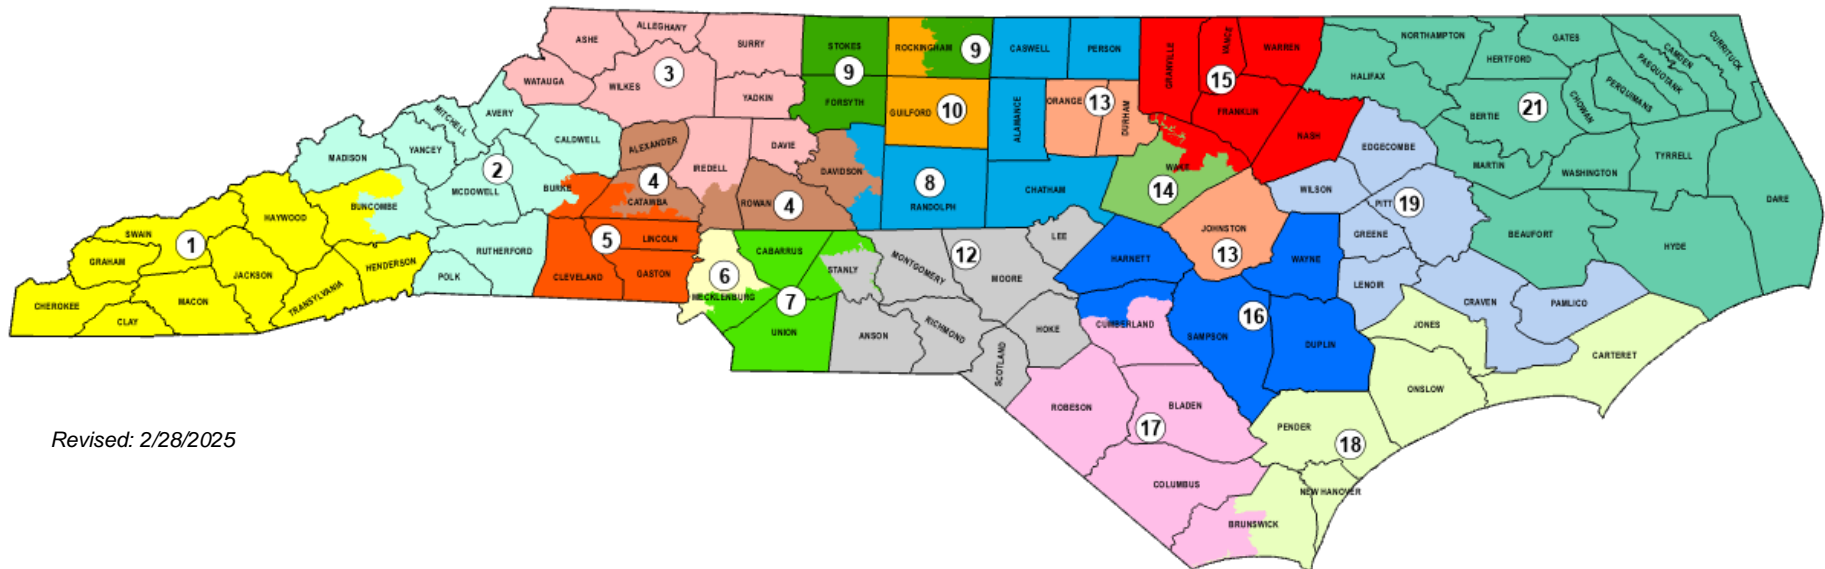 ALLEGHANY
ASHE
SURRY
WATAUGA
WILKES
3
YADKIN
STOKES
9
FORSYTH
ROCKINGHAM
9
GUILFORD
10
CASWELL
PERSON
ALAMANCE
ORANGE
13
DURHAM
GRANVILLE
VANCE
WARREN
15
FRANKLIN
NASH
NORTHAMPTON
HALIFAX
GATES
HERTFORD
CURRITUCK
CAMDEN
PASQUOTANK
PERQUIMANS
CHOWAN
21
BERTIE
MARTIN
WASHINGTON
TYRRELL
DARE
BEAUFORT
HYDE
MITCHELL
AVERY
YANCEY
CALDWELL
MADISON
2
MCDOWELL
BURKE
BUNCOMBE
RUTHERFORD
POLK
ALEXANDER
IREDELL
DAVIE
DAVIDSON
4
CATAWBA
ROWAN
4
8
RANDOLPH
CHATHAM
WAKE
14
EDGECOMBE
WILSON
PITT
19
GREENE
LENOIR
CRAVEN
PAMLICO
HAYWOOD
SWAIN
1
GRAHAM
JACKSON
HENDERSON
TRANSYLVANIA
MACON
CHEROKEE
CLAY
5
LINCOLN
CLEVELAND
GASTON
6
MECKLENBURG
CABARRUS
STANLY
7
UNION
MONTGOMERY
12
MOORE
LEE
ANSON
RICHMOND
SCOTLAND
HOKE
JOHNSTON
13
HARNETT
WAYNE
CUMBERLAND
SAMPSON
16
DUPLIN
JONES
ONSLOW
CARTERET
ROBESON
BLADEN
17
COLUMBUS
BRUNSWICK
PENDER
18
NEW HANOVER
Revised: 2/28/2025